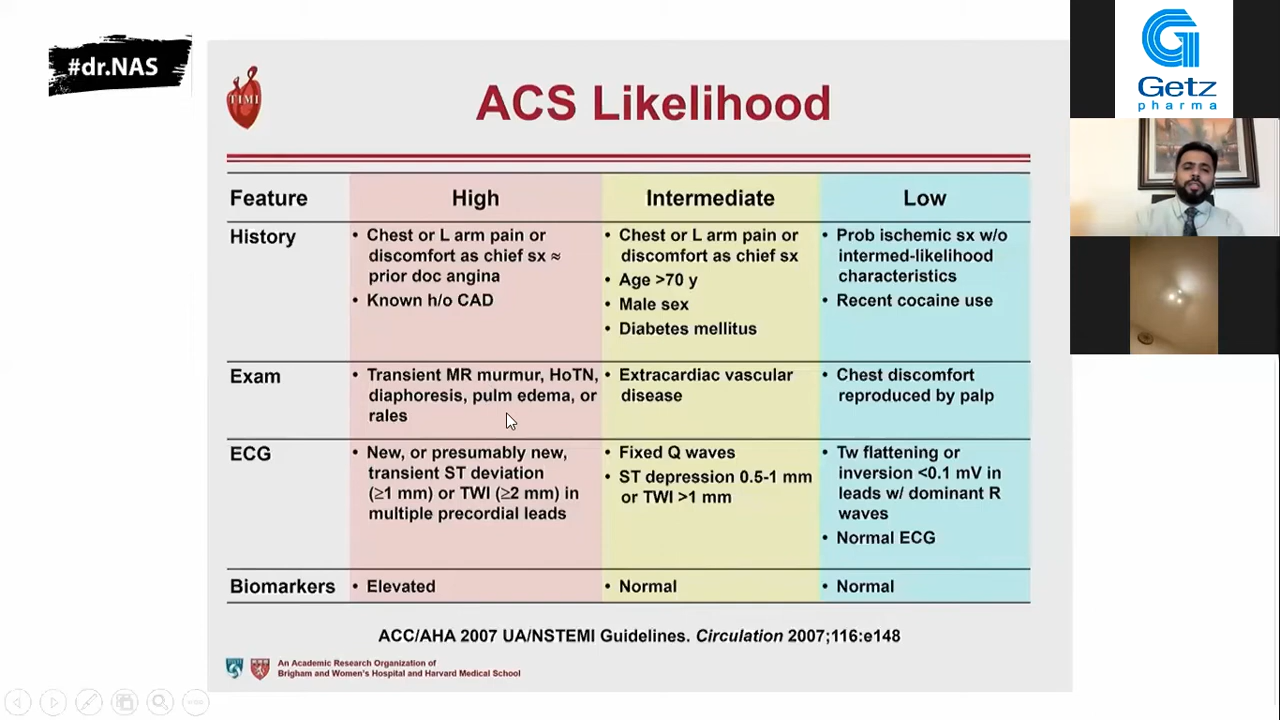 #dr.NAS
Getz
pharma
TIMI
ACS Likelihood
Feature
High
Intermediate
Low
History
• Chest or L arm pain or
discomfort as chief sx ≈
prior doc angina
• Known h/o CAD
• Chest or L arm pain or
discomfort as chief sx
• Age >70 y
• Male sex
• Diabetes mellitus
• Prob ischemic sx w/o
intermed-likelihood
characteristics
• Recent cocaine use
Exam
• Transient MR murmur, HoTN,
diaphoresis, pulm edema, or
rales
• Extracardiac vascular
disease
• Chest discomfort
reproduced by palp
ECG
• New, or presumably new,
transient ST deviation
(≥1 mm) or TWI (≥2 mm) in
multiple precordial leads
• Fixed Q waves
• ST depression 0.5-1 mm
or TWI >1 mm
• Tw flattening or
inversion <0.1 mV in
leads w/ dominant R
waves
• Normal ECG
Biomarkers
• Elevated
• Normal
• Normal
ACC/AHA 2007 UA/NSTEMI Guidelines. Circulation 2007;116:e148
An Academic Research Organization of
Brigham and Women's Hospital and Harvard Medical School